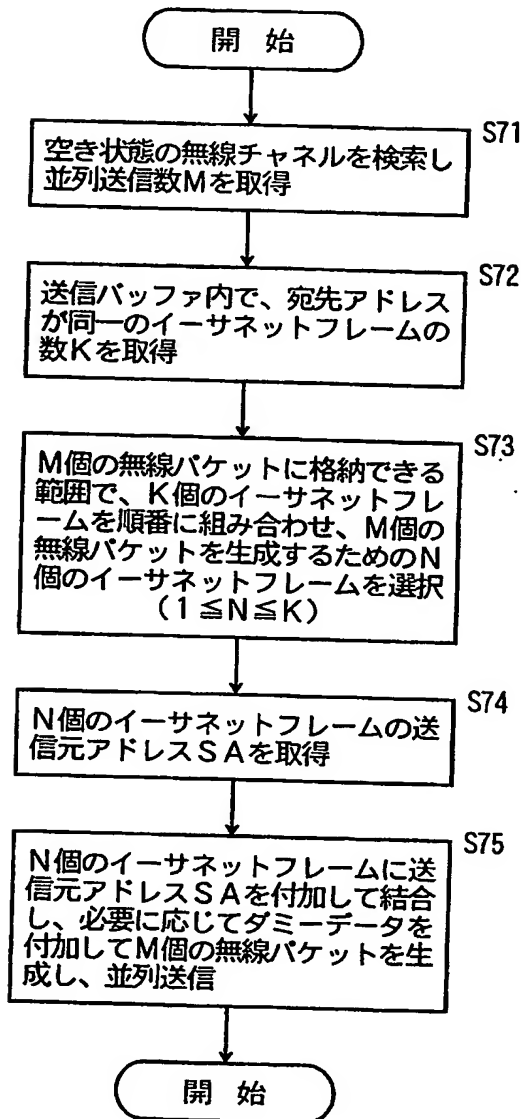 開 始
S71
空き状態の無線チャネルを検索し
並列送信数Mを取得
S72
送信バッファ内で、宛先アドレス
が同一のイーサネットフレームの
数Kを取得
S73
M個の無線パケットに格納できる
範囲で、K個のイーサネットフレ
ームを順番に組み合わせ、M個の
無線パケットを生成するためのN
個のイーサネットフレームを選択
(1≦N≦K)
S74
N個のイーサネットフレームの送
信元アドレスSAを取得
S75
N個のイーサネットフレームに送
信元アドレスSAを付加して結合
し、必要に応じてダミーデータを
付加してM個の無線パケットを生
成し、並列送信
開 始